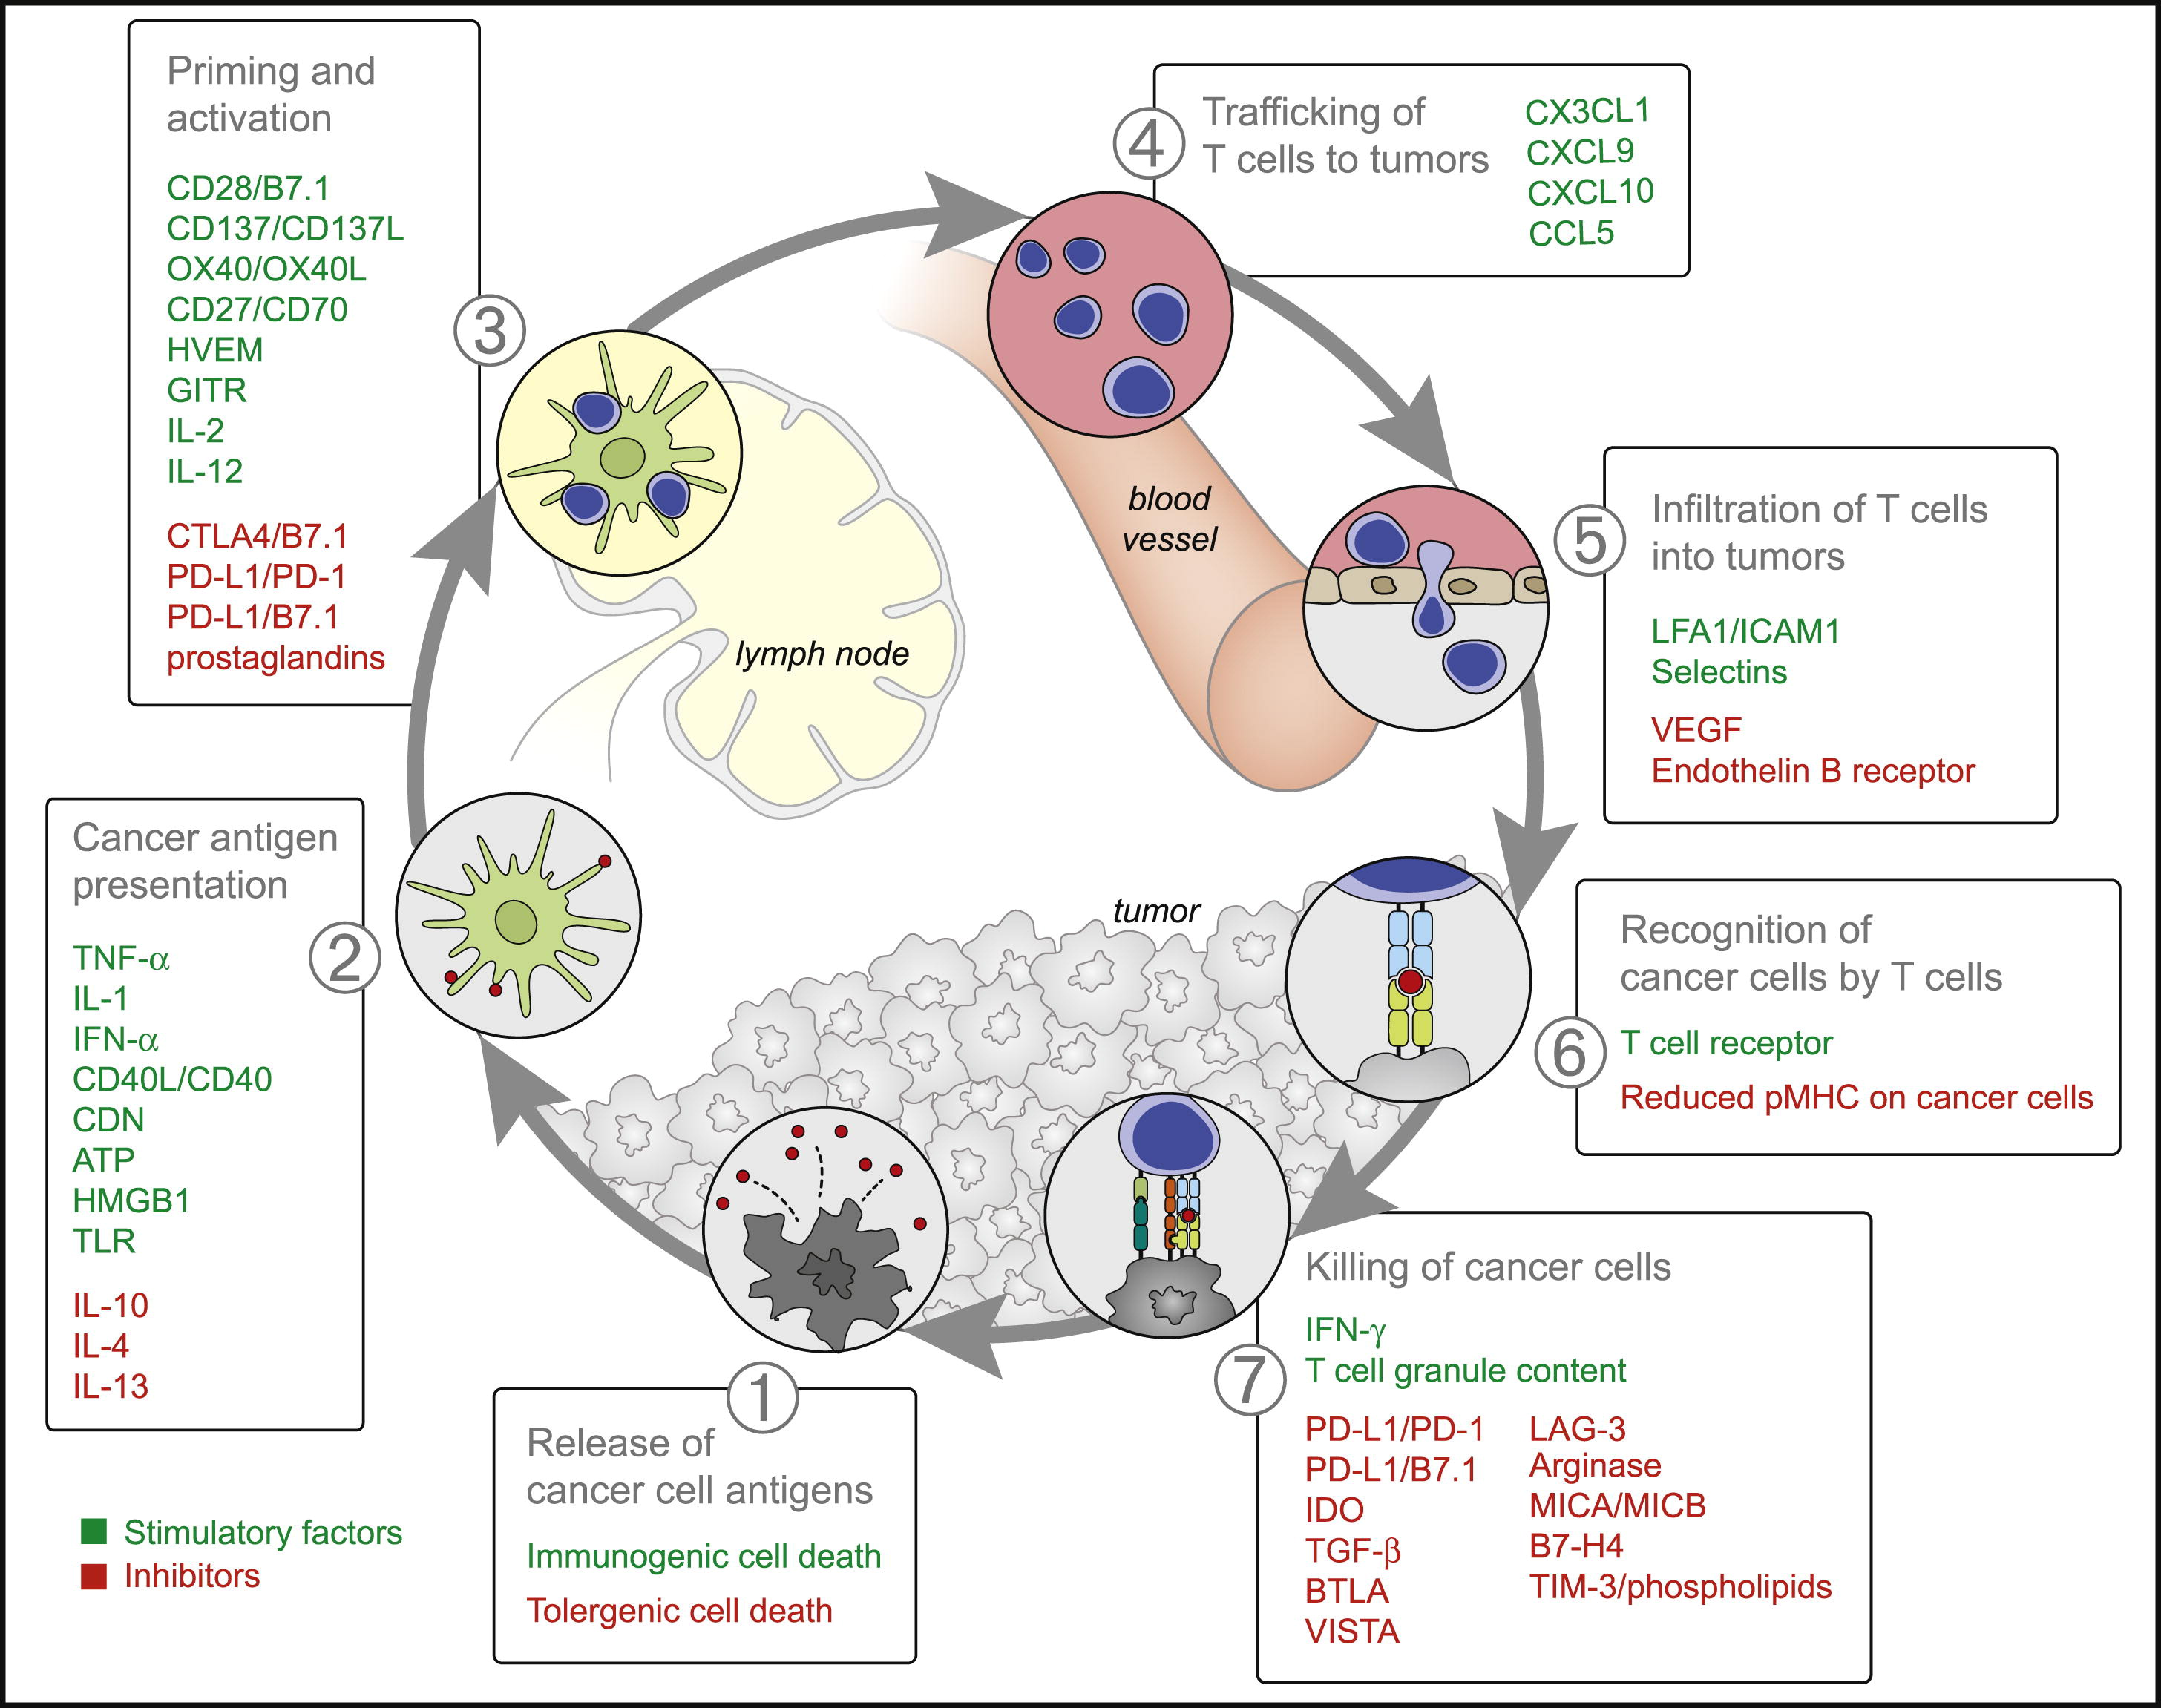 Priming and
activation
CD28/B7.1
CD137/CD137L
OX40/OX40L
CD27/CD70
HVEM
GITR
IL-2
IL-12
CTLA4/B7.1
PD-L1/PD-1
PD-L1/B7.1
prostaglandins
3
4
Trafficking of
T cells to tumors
CX3CL1
CXCL9
CXCL10
CCL5
blood
vessel
lymph node
5
Infiltration of T cells
into tumors
LFA1/ICAM1
Selectins
VEGF
Endothelin B receptor
Cancer antigen
presentation
2
TNF-α
IL-1
IFN-α
CD40L/CD40
CDN
ATP
HMGB1
TLR
IL-10
IL-4
IL-13
tumor
6
Recognition of
cancer cells by T cells
T cell receptor
Reduced pMHC on cancer cells
7
Killing of cancer cells
IFN-γ
T cell granule content
PD-L1/PD-1
PD-L1/B7.1
IDO
TGF-β
BTLA
VISTA
LAG-3
Arginase
MICA/MICB
B7-H4
TIM-3/phospholipids
1
Release of
cancer cell antigens
Immunogenic cell death
Tolergenic cell death
Stimulatory factors
Inhibitors